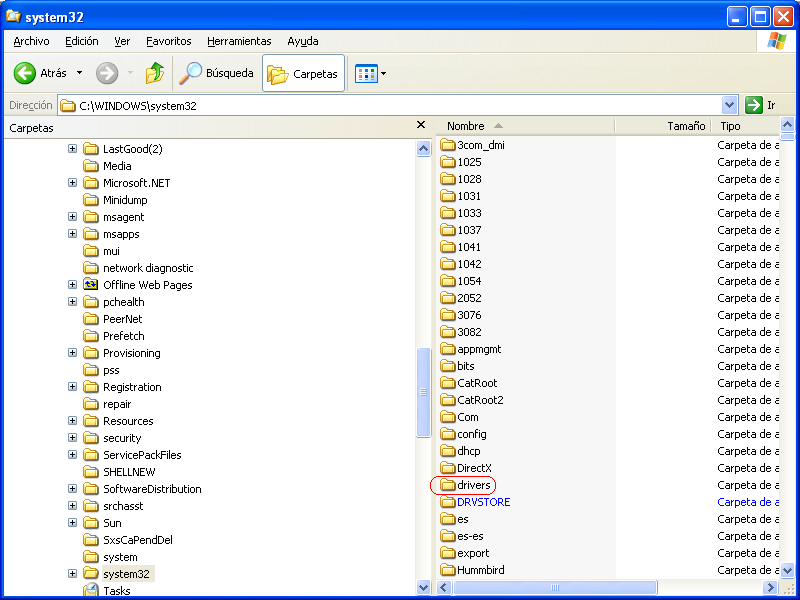 system32
Archivo Edición Ver Favoritos Herramientas Ayuda
Atrás Búsqueda Carpetas
Dirección C:\WINDOWS\system32 Ir
Carpetas
LastGood(2)
Media
Microsoft.NET
Minidump
msagent
msapps
mui
network diagnostic
Offline Web Pages
pchealth
PeerNet
Prefetch
Provisioning
pss
Registration
repair
Resources
security
ServicePackFiles
SHELLNEW
SoftwareDistribution
srchasst
Sun
SxsCaPendDel
system
system32
Tasks
Nombre Tamaño Tipo
3com_dmi Carpeta de a
1025 Carpeta de a
1028 Carpeta de a
1031 Carpeta de a
1033 Carpeta de a
1037 Carpeta de a
1041 Carpeta de a
1042 Carpeta de a
1054 Carpeta de a
2052 Carpeta de a
3076 Carpeta de a
3082 Carpeta de a
appmgmt Carpeta de a
bits Carpeta de a
CatRoot Carpeta de a
CatRoot2 Carpeta de a
Com Carpeta de a
config Carpeta de a
dhcp Carpeta de a
DirectX Carpeta de a
drivers Carpeta de a
DRVSTORE Carpeta de a
es Carpeta de a
es-es Carpeta de a
export Carpeta de a
Hummbird Carpeta de a